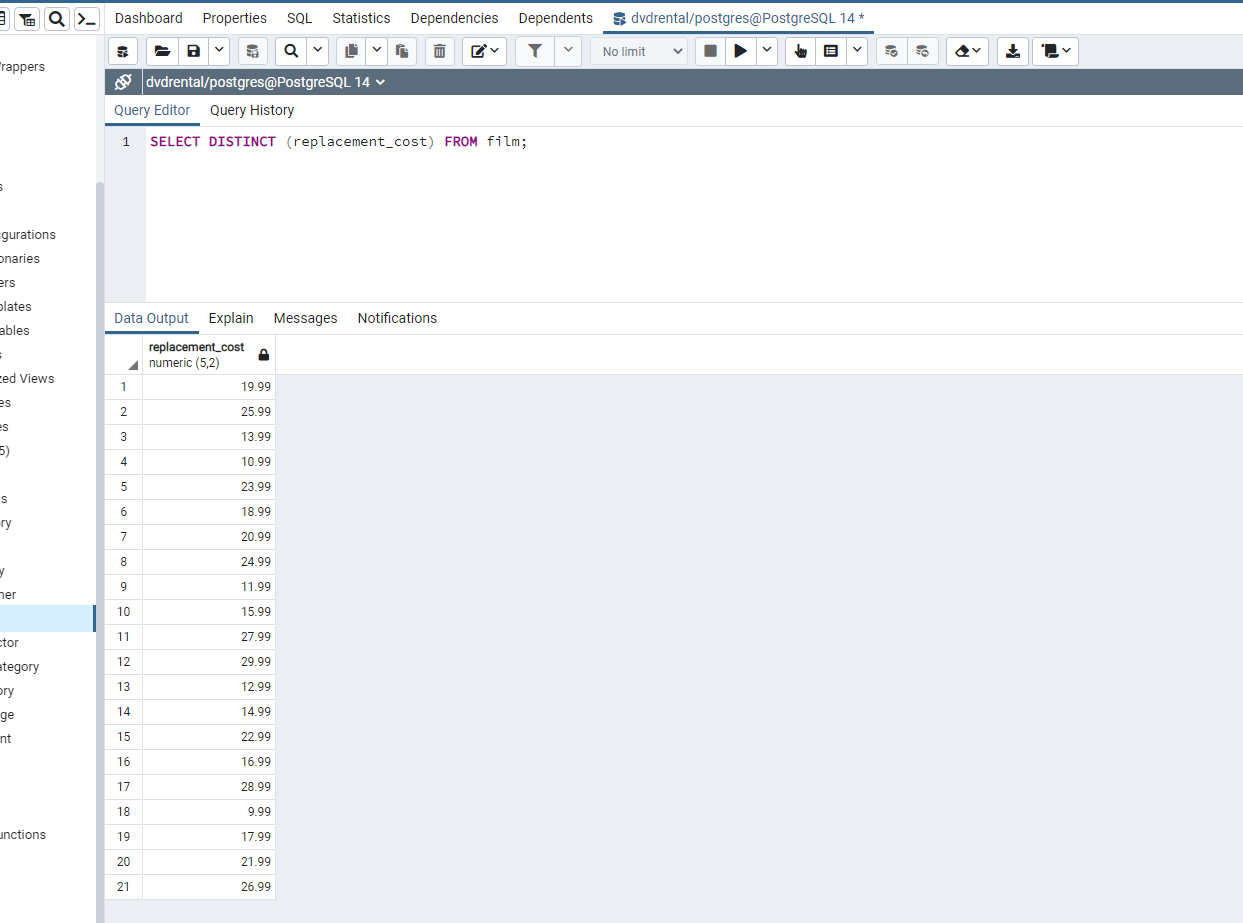 Dashboard Properties SQL Statistics Dependencies Dependents dvdrental/postgres@PostgreSQL 14 *
No limit
dvdrental/postgres@PostgreSQL 14
Query Editor Query History
1 SELECT DISTINCT (replacement_cost) FROM film;
Data Output Explain Messages Notifications
replacement_cost
numeric (5,2)
1 19.99
2 25.99
3 13.99
4 10.99
5 23.99
6 18.99
7 20.99
8 24.99
9 11.99
10 15.99
11 27.99
12 29.99
13 12.99
14 14.99
15 22.99
16 16.99
17 28.99
18 9.99
19 17.99
20 21.99
21 26.99
rappers
s
gurations
onaries
ers
plates
ables
s
zed Views
es
es
5)
s
ry
y
ner
ctor
ategory
ory
ge
nt
unctions